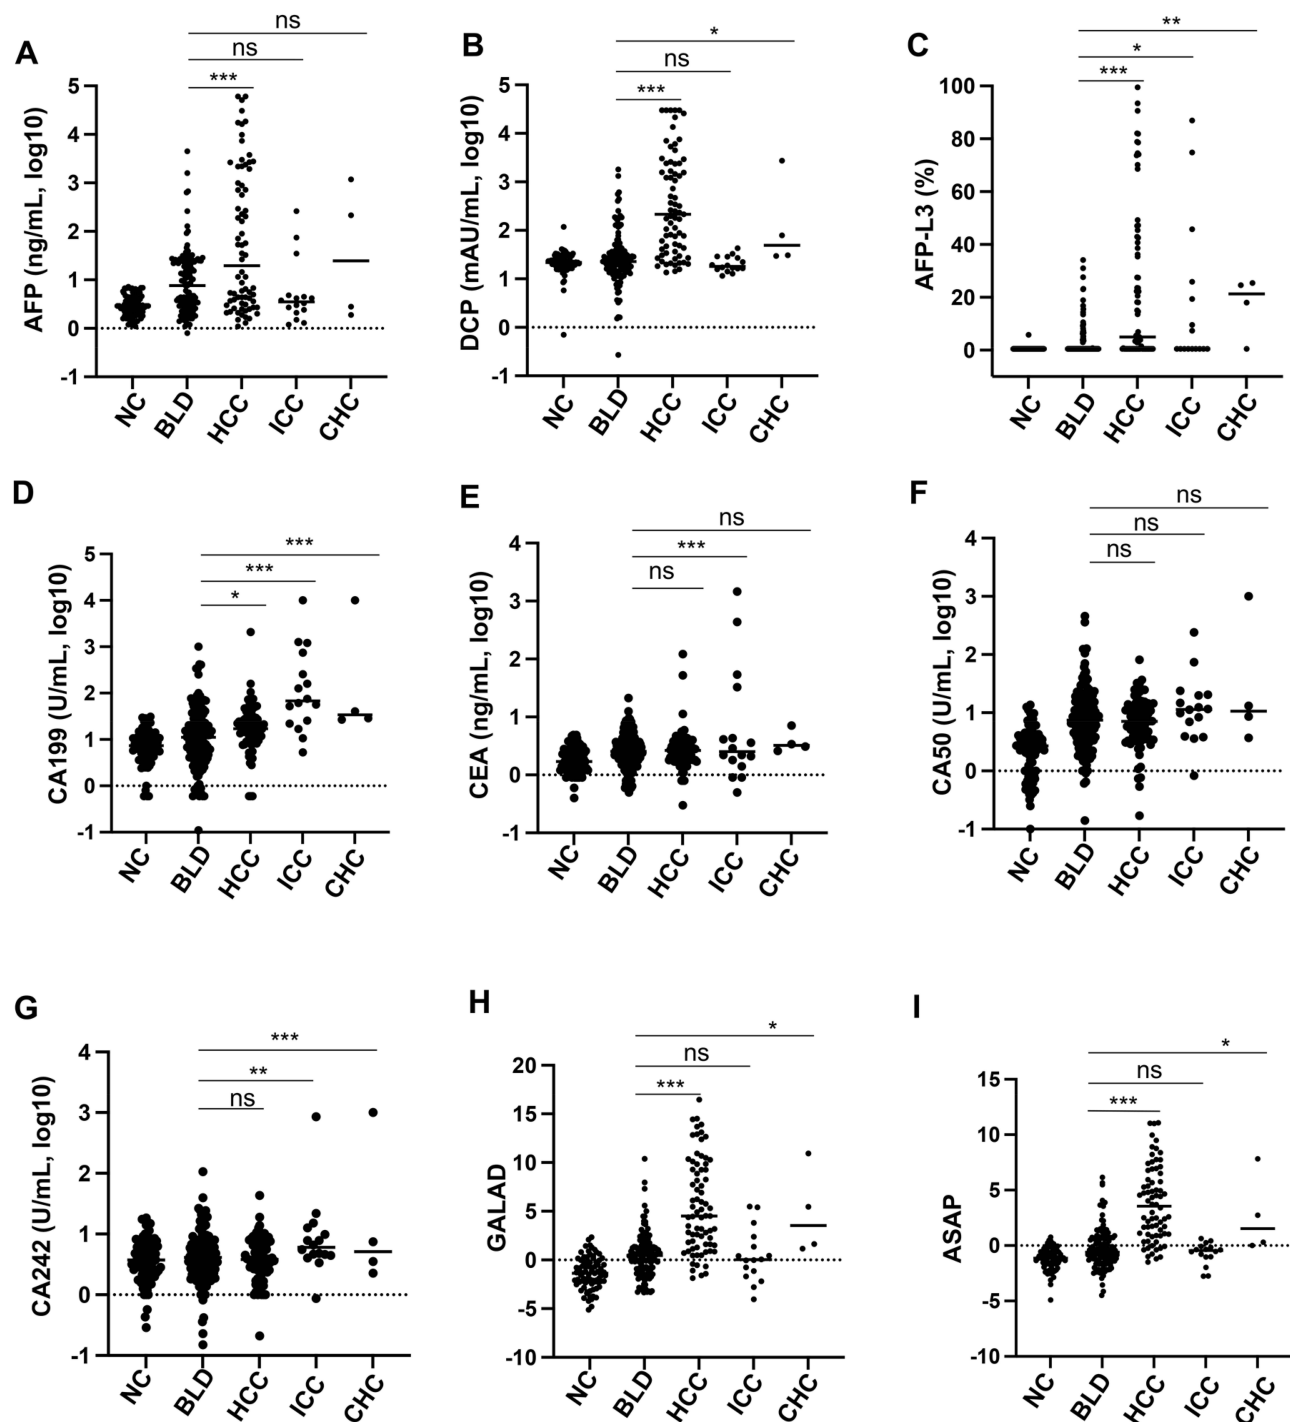 A
ns
ns
***
AFP (ng/mL, log10)
5
4
3
2
1
0
-1
NC
BLD
HCC
ICC
CHC
B
*
ns
***
DCP (mAU/mL, log10)
5
4
3
2
1
0
-1
NC
BLD
HCC
ICC
CHC
C
**
*
***
AFP-L3 (%)
100
80
60
40
20
0
NC
BLD
HCC
ICC
CHC
D
***
***
*
CA199 (U/mL, log10)
5
4
3
2
1
0
-1
NC
BLD
HCC
ICC
CHC
E
ns
***
ns
CEA (ng/mL, log10)
4
3
2
1
0
-1
NC
BLD
HCC
ICC
CHC
F
ns
ns
ns
CA50 (U/mL, log10)
4
3
2
1
0
-1
NC
BLD
HCC
ICC
CHC
G
***
**
ns
CA242 (U/mL, log10)
4
3
2
1
0
-1
NC
BLD
HCC
ICC
CHC
H
*
ns
***
GALAD
20
15
10
5
0
-5
-10
NC
BLD
HCC
ICC
CHC
I
*
ns
***
ASAP
15
10
5
0
-5
-10
NC
BLD
HCC
ICC
CHC